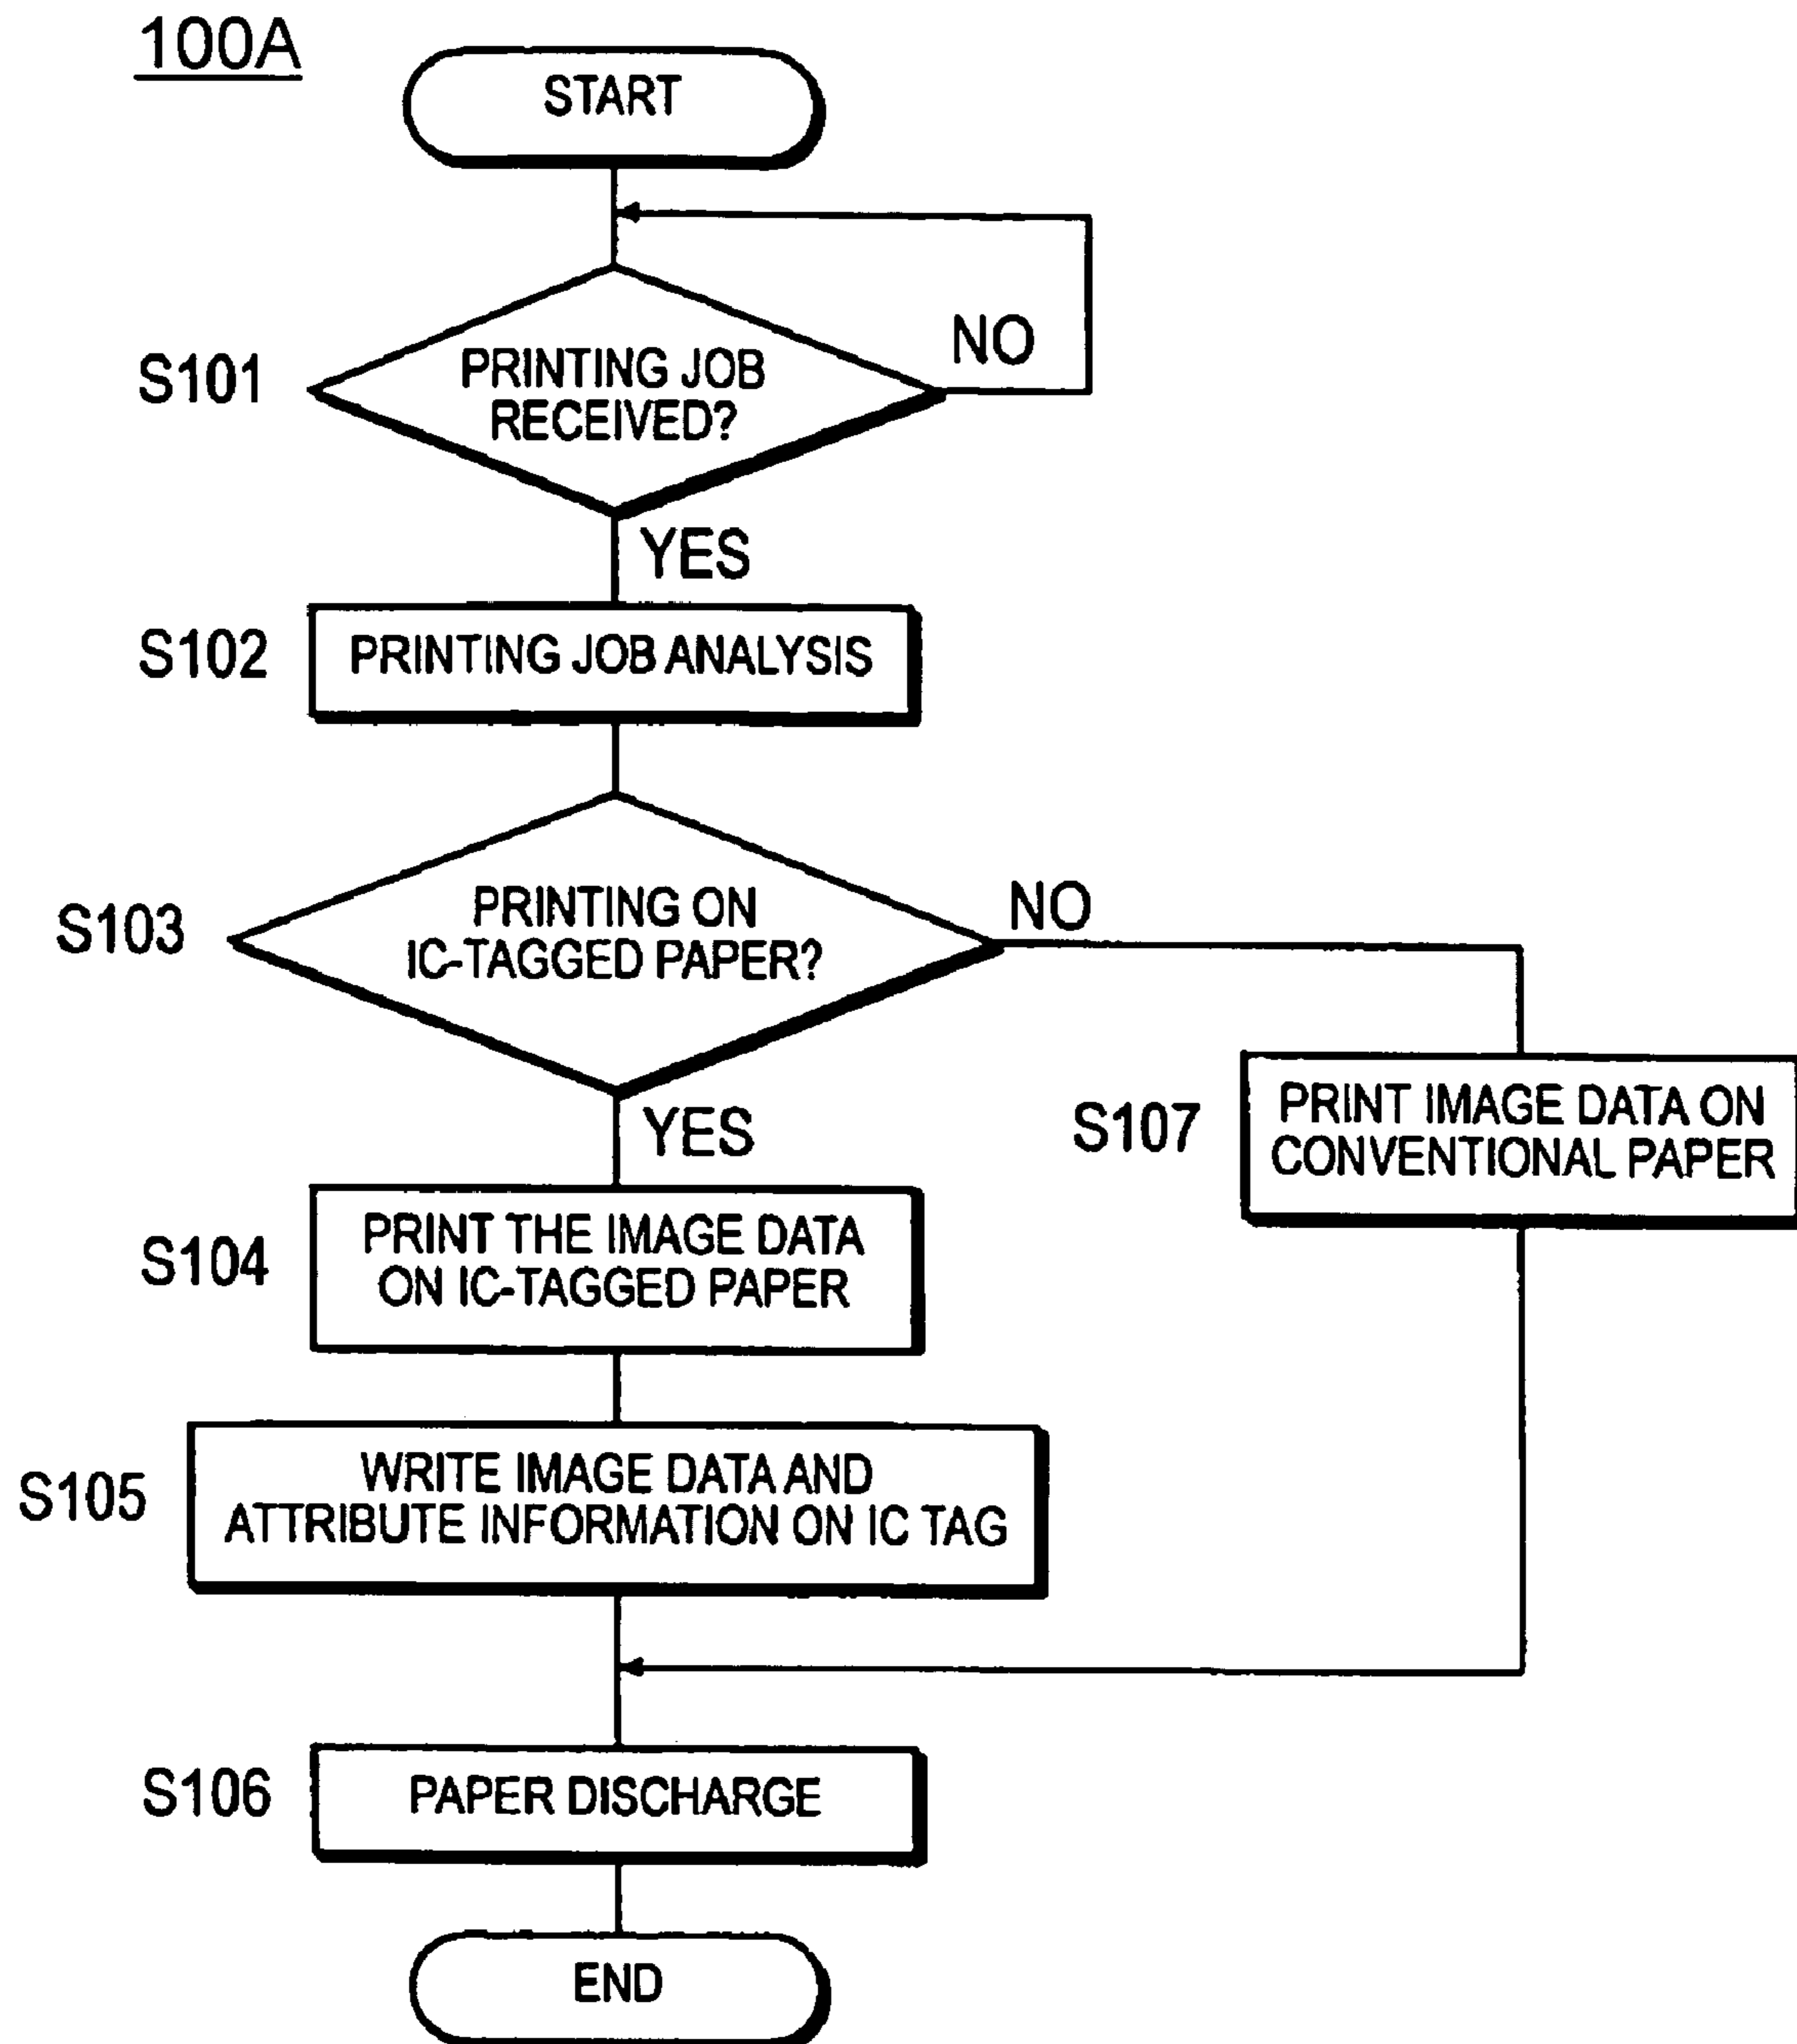 100A
START
S101
PRINTING JOB
RECEIVED?
NO
YES
S102
PRINTING JOB ANALYSIS
S103
PRINTING ON
IC-TAGGED PAPER?
NO
YES
S107
PRINT IMAGE DATA ON
CONVENTIONAL PAPER
S104
PRINT THE IMAGE DATA
ON IC-TAGGED PAPER
S105
WRITE IMAGE DATA AND
ATTRIBUTE INFORMATION ON IC TAG
S106
PAPER DISCHARGE
END